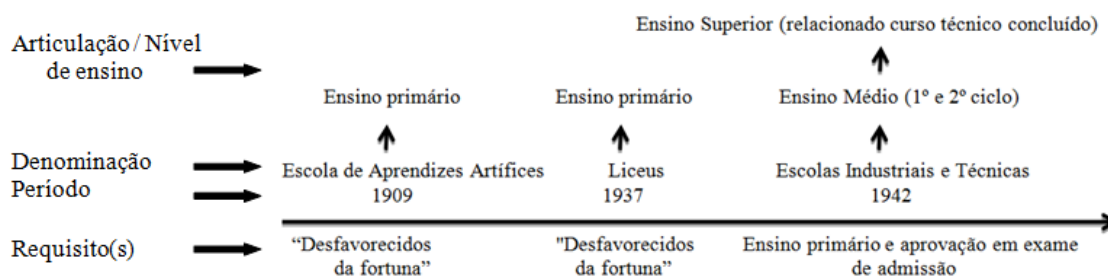 Ensino Superior (relacionado curso técnico concluído)
Articulação / Nível
de ensino
Ensino primário
Ensino primário
Ensino Médio (1º e 2º ciclo)
Denominação
Escola de Aprendizes Artífices
Liceus
Escolas Industriais e Técnicas
Período
1909
1937
1942
Requisito(s)
“Desfavorecidos
da fortuna”
"Desfavorecidos
da fortuna”
Ensino primário e aprovação em exame
de admissão